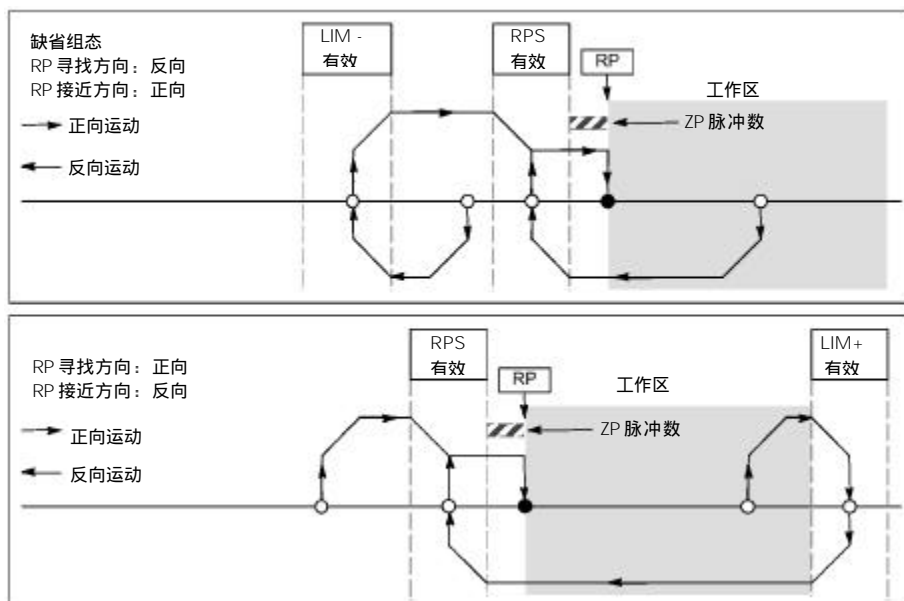 缺省组态
RP 寻找方向：反向
RP 接近方向：正向
正向运动
反向运动
LIM -
有效
RPS
有效
RP
工作区
ZP 脉冲数
RP 寻找方向：正向
RP 接近方向：反向
正向运动
反向运动
RPS
有效
RP
工作区
ZP 脉冲数
LIM+
有效